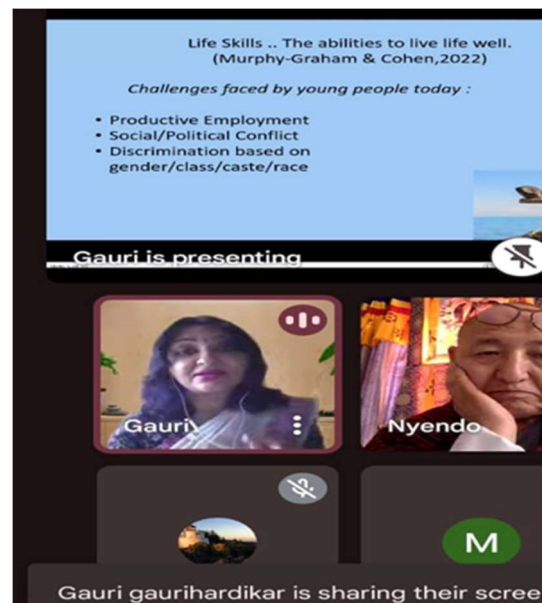 Life Skills .. The abilities to live life well.
(Murphy-Graham & Cohen,2022)
Challenges faced by young people today :
• Productive Employment
• Social/Political Conflict
• Discrimination based on
gender/class/caste/race
Gauri is presenting
Gauri
Nyendo
M
Gauri gaurihardikar is sharing their scree